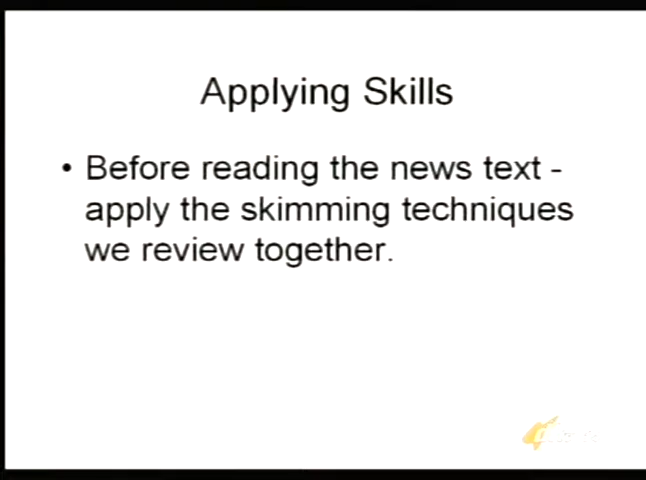 Applying Skills
• Before reading the news text -
apply the skimming techniques
we review together.